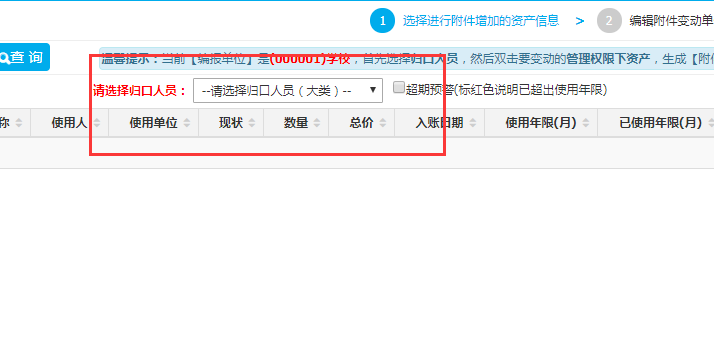 1 选择进行附件增加的资产信息 > 2 编辑附件变动单
查 询 温馨提示：当前【编报单位】是(000001)学校，首先选择归口人员，然后双击要变动的管理权限下资产，生成【附
请选择归口人员： --请选择归口人员（大类）-- 超期预警(标红色说明已超出使用年限)
称 使用人 使用单位 现状 数量 总价 入账日期 使用年限(月) 已使用年限(月)